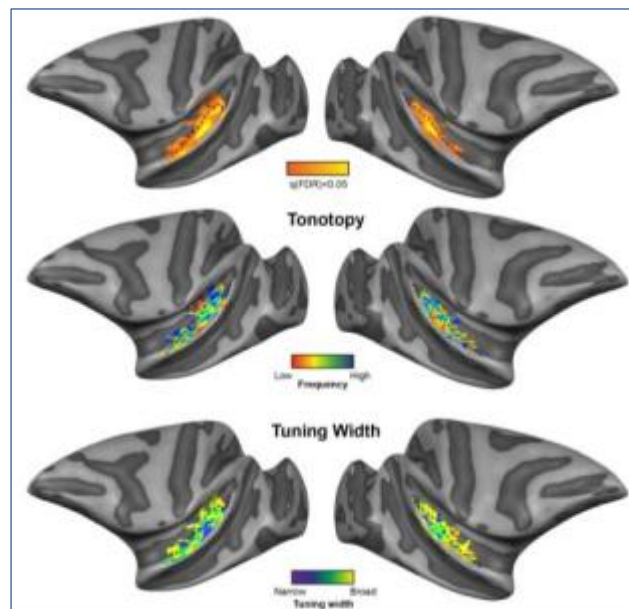 q(FDR)<0.05
Tonotopy
Low High
Frequency
Tuning Width
Narrow Broad
Tuning width